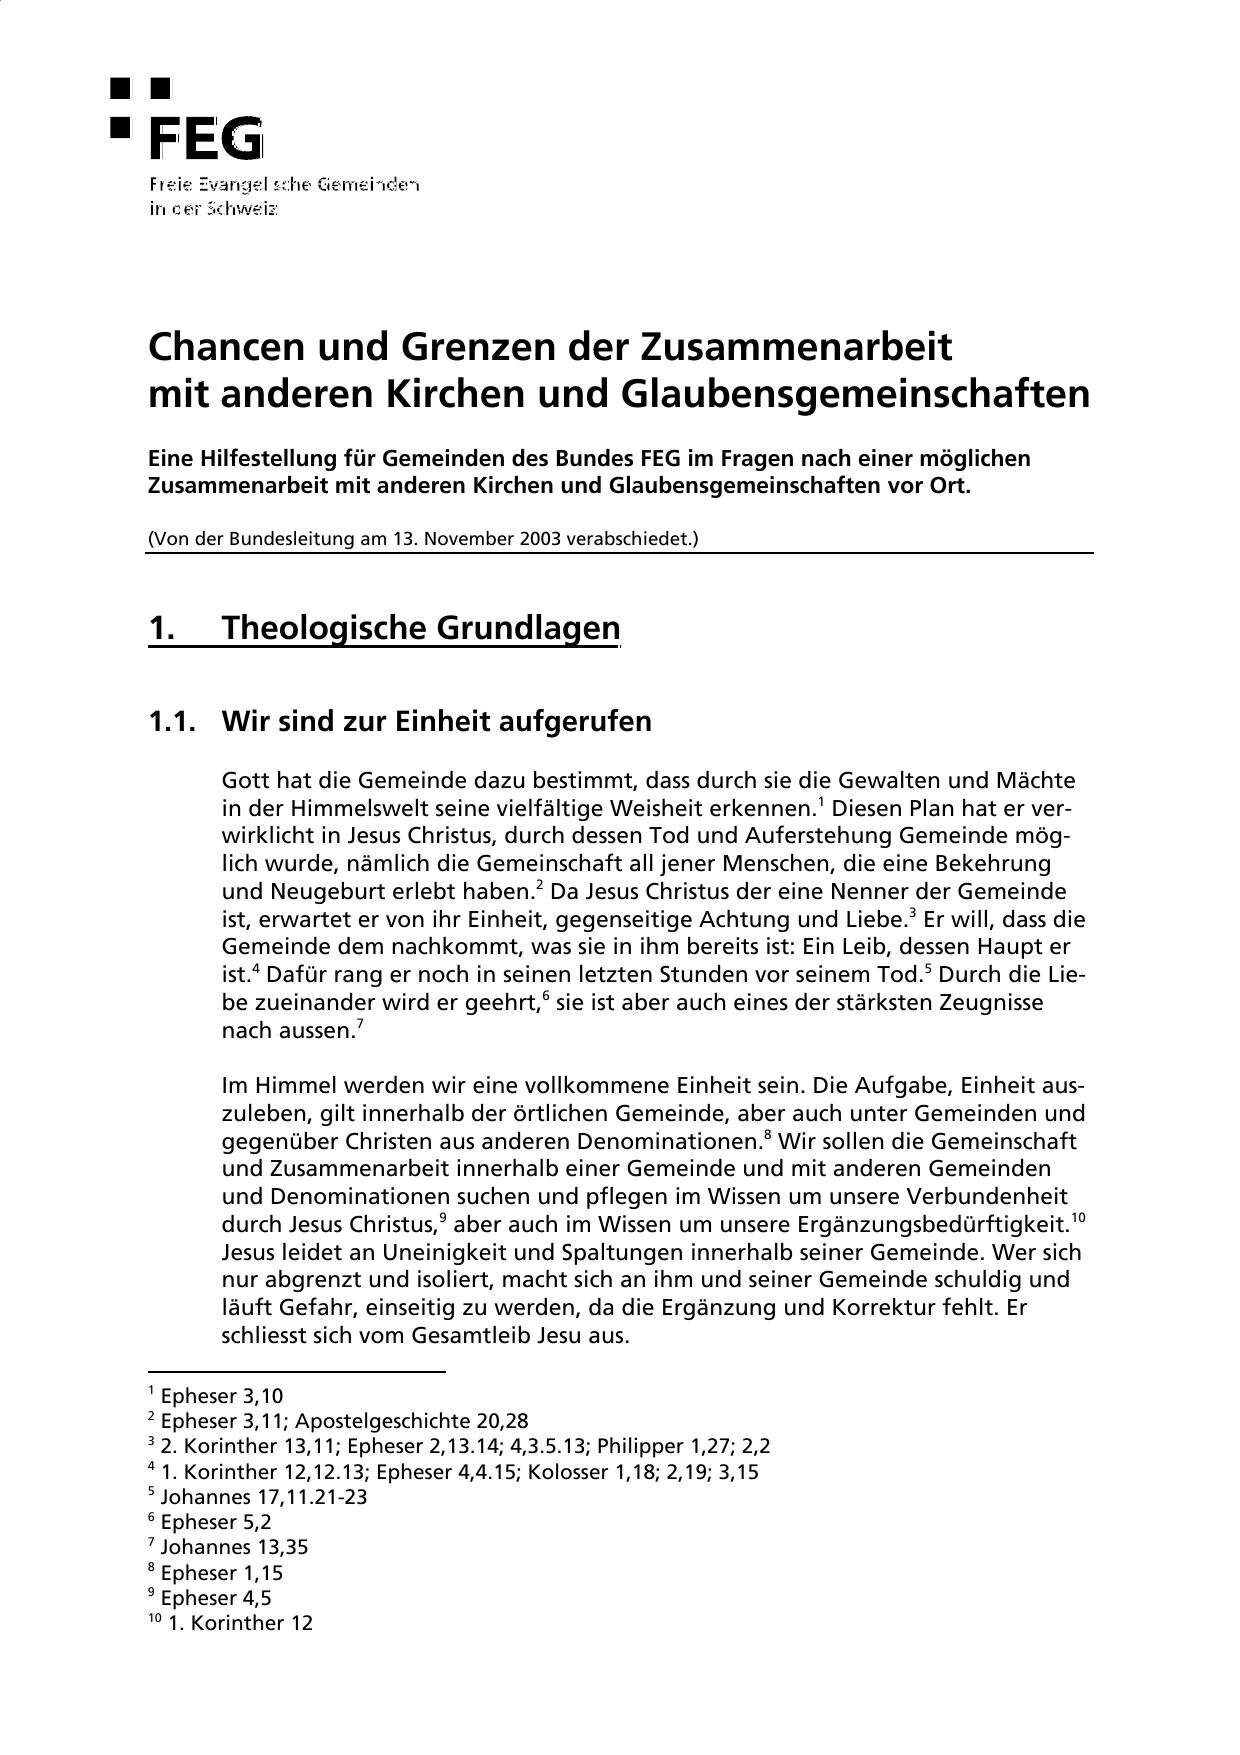 FEG
Freie Evangelische Gemeinden
in der Schweiz
Chancen und Grenzen der Zusammenarbeit
mit anderen Kirchen und Glaubensgemeinschaften
Eine Hilfestellung für Gemeinden des Bundes FEG im Fragen nach einer möglichen
Zusammenarbeit mit anderen Kirchen und Glaubensgemeinschaften vor Ort.
(Von der Bundesleitung am 13. November 2003 verabschiedet.)
1. Theologische Grundlagen
1.1. Wir sind zur Einheit aufgerufen
Gott hat die Gemeinde dazu bestimmt, dass durch sie die Gewalten und Mächte
in der Himmelswelt seine vielfältige Weisheit erkennen.¹ Diesen Plan hat er ver-
wirklicht in Jesus Christus, durch dessen Tod und Auferstehung Gemeinde mög-
lich wurde, nämlich die Gemeinschaft all jener Menschen, die eine Bekehrung
und Neugeburt erlebt haben.² Da Jesus Christus der eine Nenner der Gemeinde
ist, erwartet er von ihr Einheit, gegenseitige Achtung und Liebe.³ Er will, dass die
Gemeinde dem nachkommt, was sie in ihm bereits ist: Ein Leib, dessen Haupt er
ist.⁴ Dafür rang er noch in seinen letzten Stunden vor seinem Tod.⁵ Durch die Lie-
be zueinander wird er geehrt,⁶ sie ist aber auch eines der stärksten Zeugnisse
nach aussen.⁷
Im Himmel werden wir eine vollkommene Einheit sein. Die Aufgabe, Einheit aus-
zuleben, gilt innerhalb der örtlichen Gemeinde, aber auch unter Gemeinden und
gegenüber Christen aus anderen Denominationen.⁸ Wir sollen die Gemeinschaft
und Zusammenarbeit innerhalb einer Gemeinde und mit anderen Gemeinden
und Denominationen suchen und pflegen im Wissen um unsere Verbundenheit
durch Jesus Christus,⁹ aber auch im Wissen um unsere Ergänzungsbedürftigkeit.¹⁰
Jesus leidet an Uneinigkeit und Spaltungen innerhalb seiner Gemeinde. Wer sich
nur abgrenzt und isoliert, macht sich an ihm und seiner Gemeinde schuldig und
läuft Gefahr, einseitig zu werden, da die Ergänzung und Korrektur fehlt. Er
schliesst sich vom Gesamtleib Jesu aus.
¹ Epheser 3,10
² Epheser 3,11; Apostelgeschichte 20,28
³ 2. Korinther 13,11; Epheser 2,13.14; 4,3.5.13; Philipper 1,27; 2,2
⁴ 1. Korinther 12,12.13; Epheser 4,4.15; Kolosser 1,18; 2,19; 3,15
⁵ Johannes 17,11.21-23
⁶ Epheser 5,2
⁷ Johannes 13,35
⁸ Epheser 1,15
⁹ Epheser 4,5
¹⁰ 1. Korinther 12